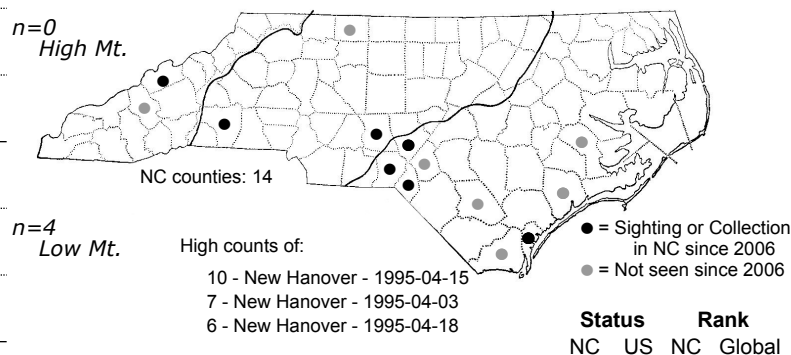 n=0
High Mt.
NC counties: 14
n=4
Low Mt.
High counts of:
10 - New Hanover - 1995-04-15
7 - New Hanover - 1995-04-03
6 - New Hanover - 1995-04-18
= Sighting or Collection
in NC since 2006
= Not seen since 2006
Status Rank
NC US NC Global